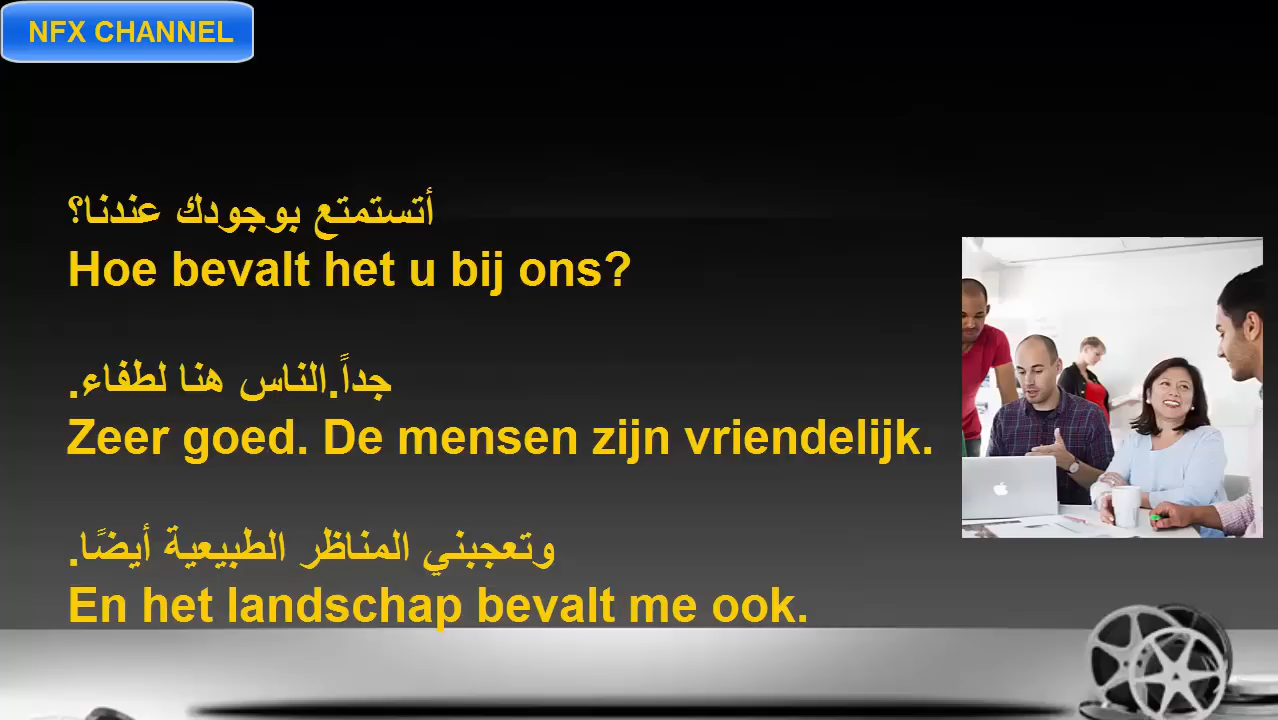 NFX CHANNEL
أتستمتع بوجودك عندنا؟
Hoe bevalt het u bij ons?
جداً.الناس هنا لطفاء.
Zeer goed. De mensen zijn vriendelijk.
وتعجبني المناظر الطبيعية أيضًا.
En het landschap bevalt me ook.